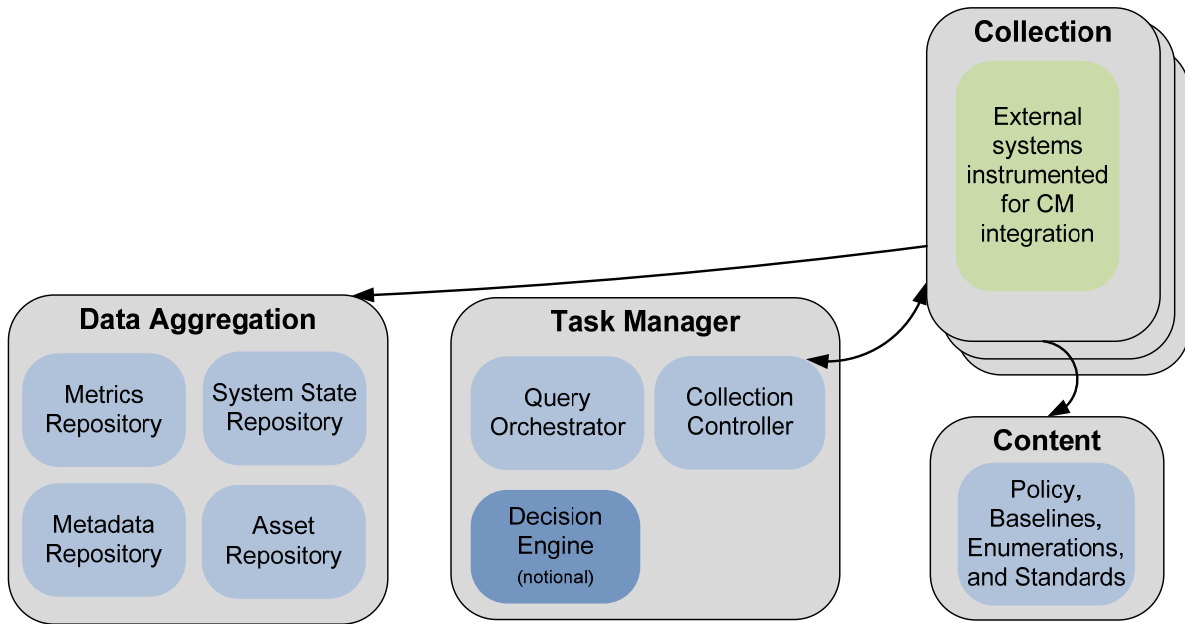 Collection
External
systems
instrumented
for CM
integration
Data Aggregation
Metrics
Repository
System State
Repository
Metadata
Repository
Asset
Repository
Task Manager
Query
Orchestrator
Collection
Controller
Decision
Engine
(notional)
Content
Policy,
Baselines,
Enumerations,
and Standards